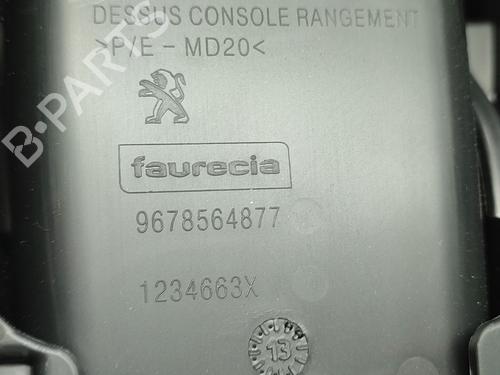 DESSUS CONSOLE RANGEMENT
>P/E - MD20<
faurecia
9678564877
1234663X
13
B-PARTS